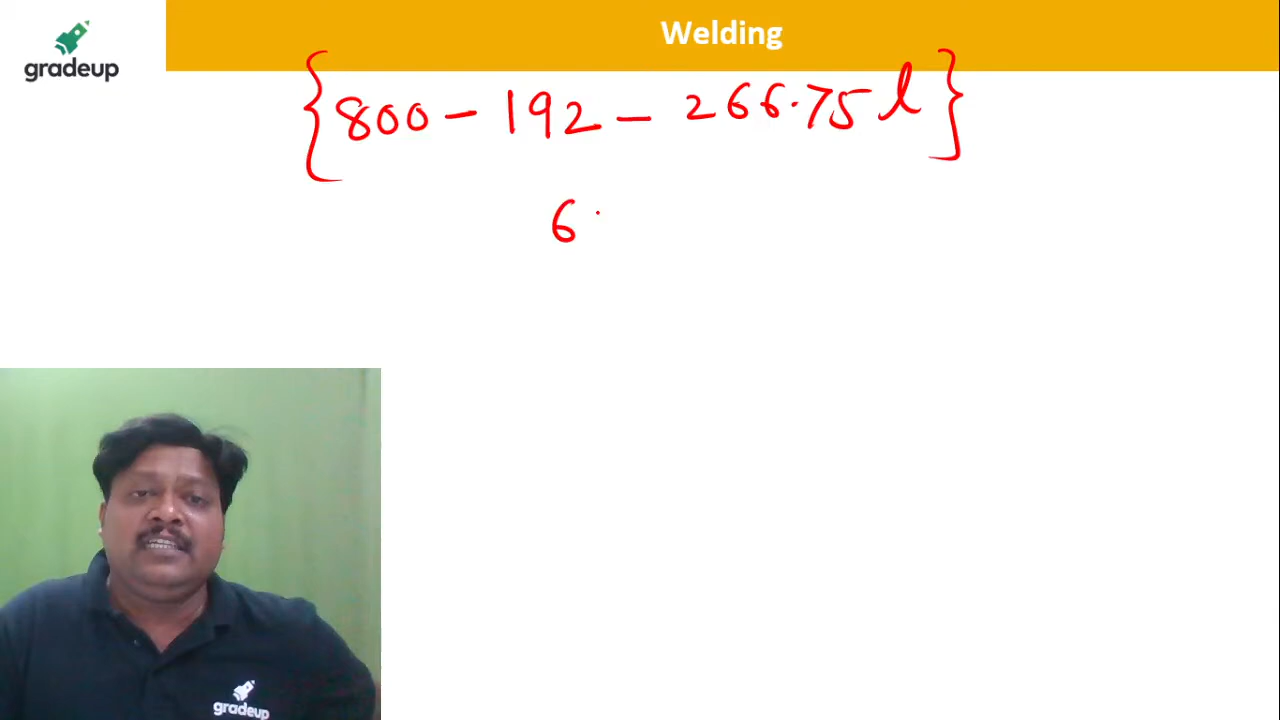 Welding
gradeup
{800 - 192 - 266.75 l}
6.
gradeup